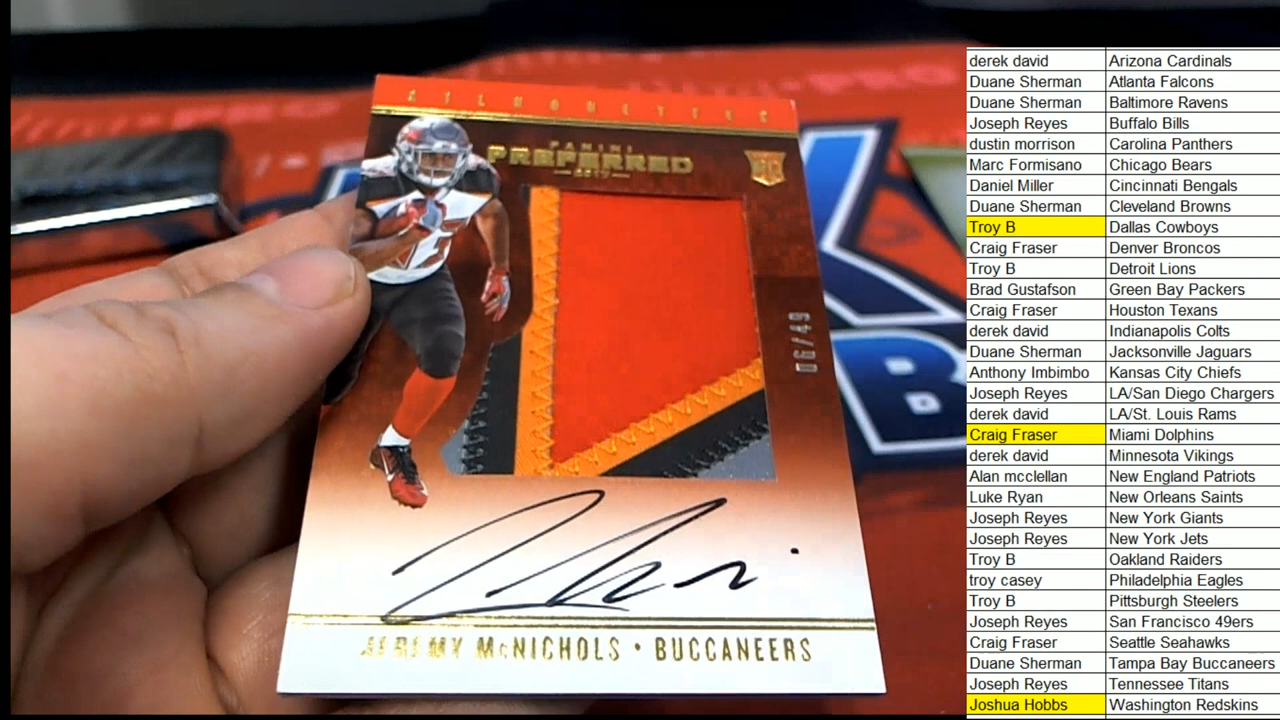 SILHOUETTES
PANINI
PREFERRED
2017
RC
06/49
JEREMY McNICHOLS • BUCCANEERS
derek david Arizona Cardinals
Duane Sherman Atlanta Falcons
Duane Sherman Baltimore Ravens
Joseph Reyes Buffalo Bills
dustin morrison Carolina Panthers
Marc Formisano Chicago Bears
Daniel Miller Cincinnati Bengals
Duane Sherman Cleveland Browns
Troy B Dallas Cowboys
Craig Fraser Denver Broncos
Troy B Detroit Lions
Brad Gustafson Green Bay Packers
Craig Fraser Houston Texans
derek david Indianapolis Colts
Duane Sherman Jacksonville Jaguars
Anthony Imbimbo Kansas City Chiefs
Joseph Reyes LA/San Diego Chargers
derek david LA/St. Louis Rams
Craig Fraser Miami Dolphins
derek david Minnesota Vikings
Alan mcclellan New England Patriots
Luke Ryan New Orleans Saints
Joseph Reyes New York Giants
Joseph Reyes New York Jets
Troy B Oakland Raiders
troy casey Philadelphia Eagles
Troy B Pittsburgh Steelers
Joseph Reyes San Francisco 49ers
Craig Fraser Seattle Seahawks
Duane Sherman Tampa Bay Buccaneers
Joseph Reyes Tennessee Titans
Joshua Hobbs Washington Redskins